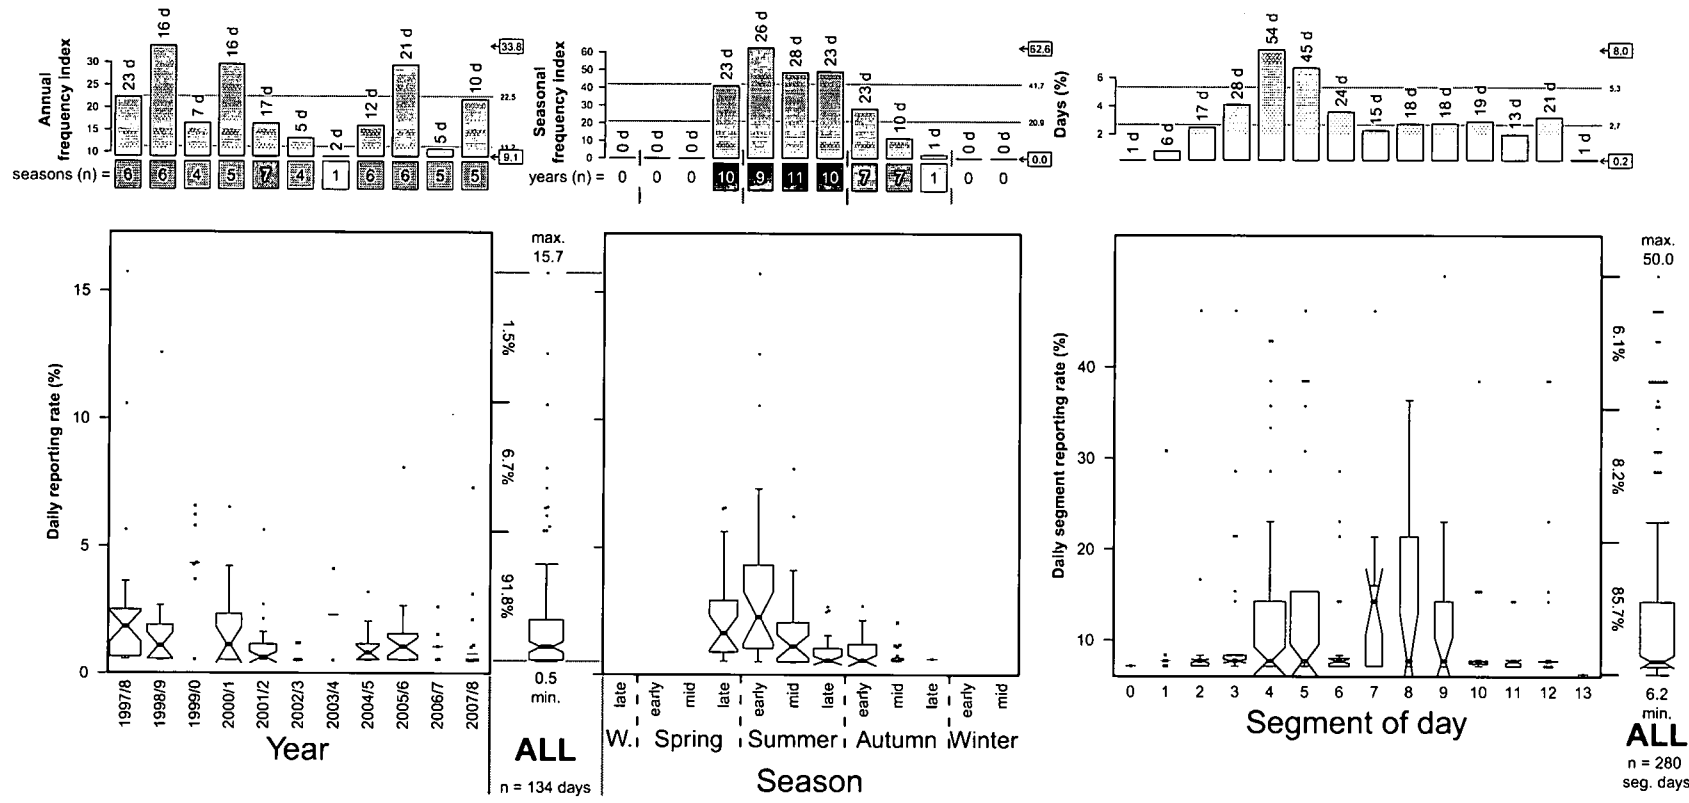 23 d 16 d 7 d 16 d 17 d 5 d 2 d 12 d 21 d 5 d 10 d
Annual
frequency index
30
25
20
15
10
33.8
22.5
11.2
9.1
seasons (n) = 6 6 4 5 7 4 1 6 6 5 5
0 d 0 d 0 d 23 d 26 d 28 d 23 d 23 d 10 d 1 d 0 d 0 d
Seasonal
frequency index
60
50
40
30
20
10
0
62.6
41.7
20.9
0.0
years (n) = 0 0 0 10 9 11 10 7 7 1 0 0
1 d 6 d 17 d 28 d 54 d 45 d 24 d 15 d 18 d 18 d 19 d 13 d 21 d 1 d
Days (%)
6
4
2
8.0
5.3
2.7
0.2
Daily reporting rate (%)
15
10
5
0
1997/8 1998/9 1999/0 2000/1 2001/2 2002/3 2003/4 2004/5 2005/6 2006/7 2007/8
Year
max.
15.7
1.5%
6.7%
91.8%
0.5
min.
ALL
n = 134 days
late early mid late early mid late early mid late early mid
W. Spring Summer Autumn Winter
Season
Daily segment reporting rate (%)
40
30
20
10
0 1 2 3 4 5 6 7 8 9 10 11 12 13
Segment of day
max.
50.0
6.1%
8.2%
85.7%
6.2
min.
ALL
n = 280
seg. days